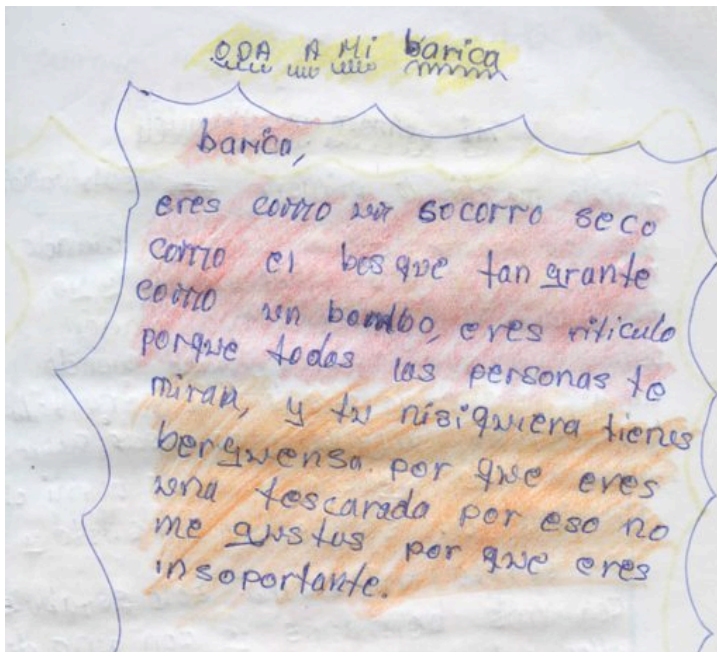 ODA A Mi barica
barica,
eres como un socorro seco
como el bosque tan grante
como un bombo, eres riticulo
porque todas las personas te
miran, y tu nisiquiera tienes
berguensa. por que eres
una tescarada por eso no
me gustas por que eres
insoportante.